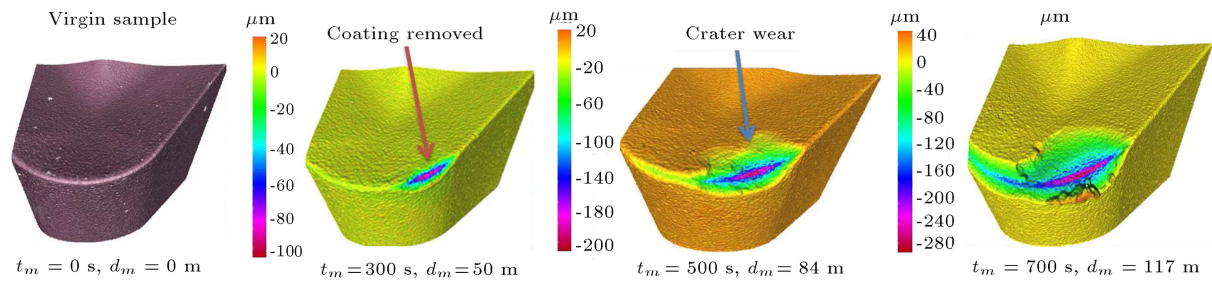 Virgin sample
t_m = 0 s, d_m = 0 m
μm
20
0
-20
-40
-60
-80
-100
Coating removed
t_m=300 s, d_m=50 m
μm
20
-20
-60
-100
-140
-180
-200
Crater wear
t_m = 500 s, d_m = 84 m
μm
40
0
-40
-80
-120
-160
-200
-240
-280
μm
t_m = 700 s, d_m = 117 m